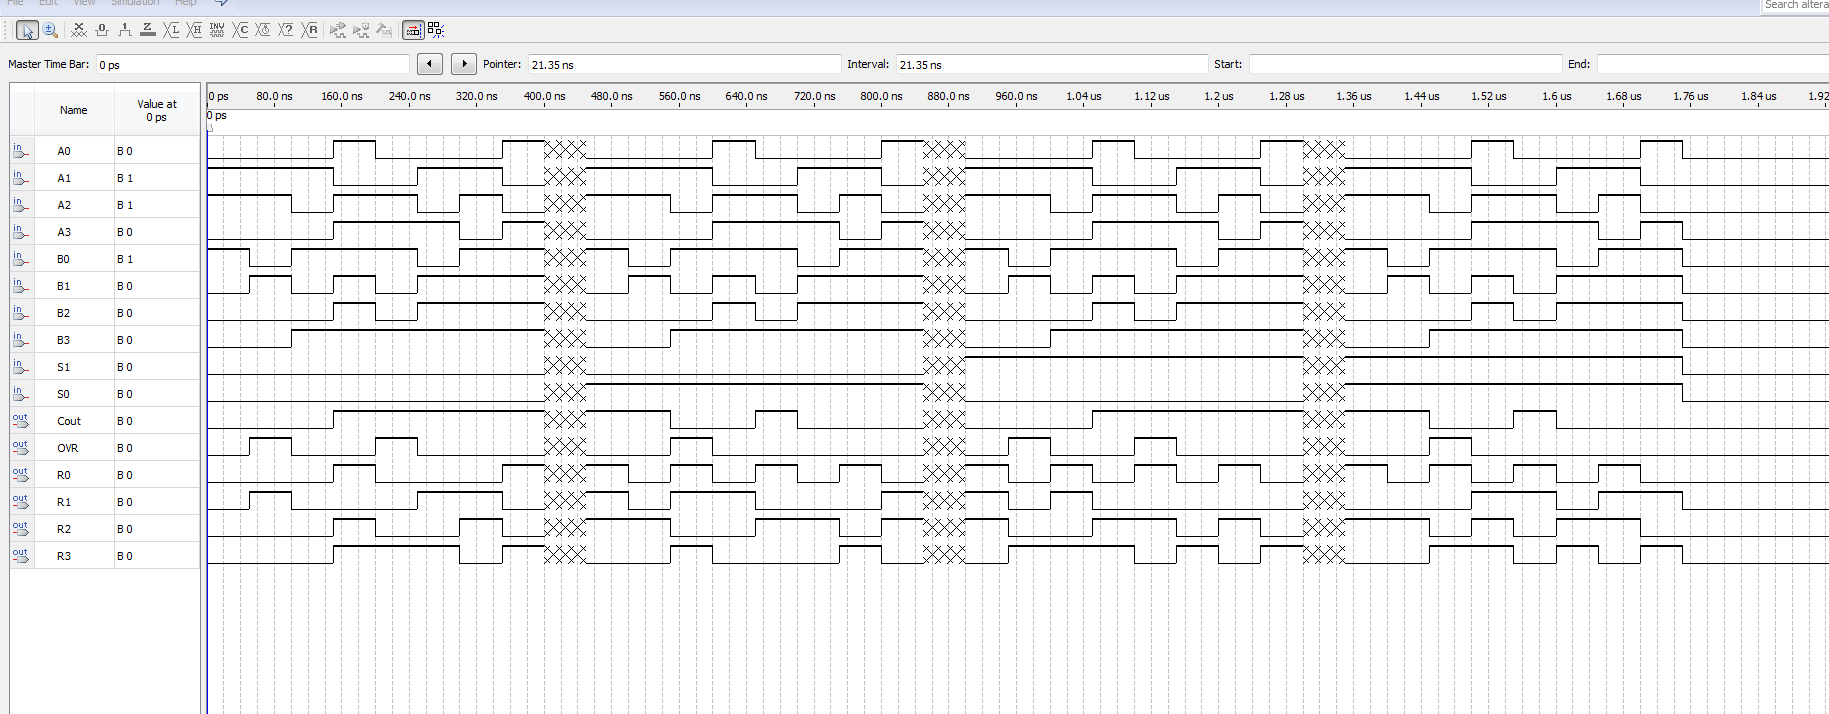 File Edit View Simulation Help
Search altera
Master Time Bar: 0 ps Pointer: 21.35 ns Interval: 21.35 ns Start: End:
Name Value at 0 ps
0 ps 80.0 ns 160.0 ns 240.0 ns 320.0 ns 400.0 ns 480.0 ns 560.0 ns 640.0 ns 720.0 ns 800.0 ns 880.0 ns 960.0 ns 1.04 us 1.12 us 1.2 us 1.28 us 1.36 us 1.44 us 1.52 us 1.6 us 1.68 us 1.76 us 1.84 us 1.92
0 ps
in A0 B 0
in A1 B 1
in A2 B 1
in A3 B 0
in B0 B 1
in B1 B 0
in B2 B 0
in B3 B 0
in S1 B 0
in S0 B 0
out Cout B 0
out OVR B 0
out R0 B 0
out R1 B 0
out R2 B 0
out R3 B 0